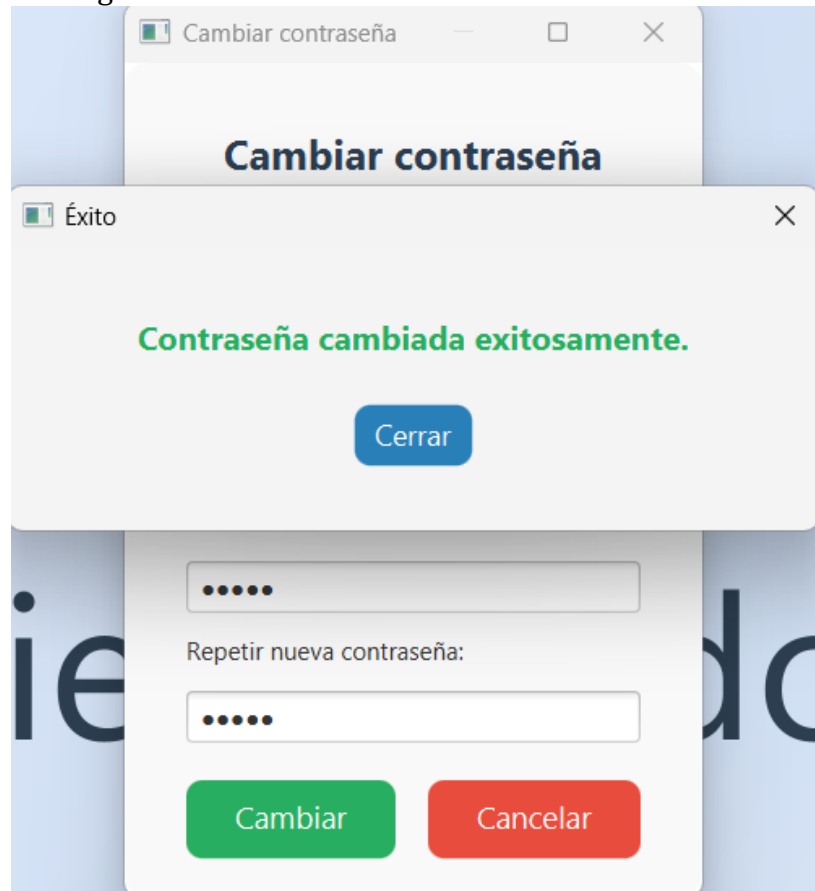 Cambiar contraseña
Cambiar contraseña
Éxito
Contraseña cambiada exitosamente.
Cerrar
•••••
Repetir nueva contraseña:
•••••
Cambiar
Cancelar